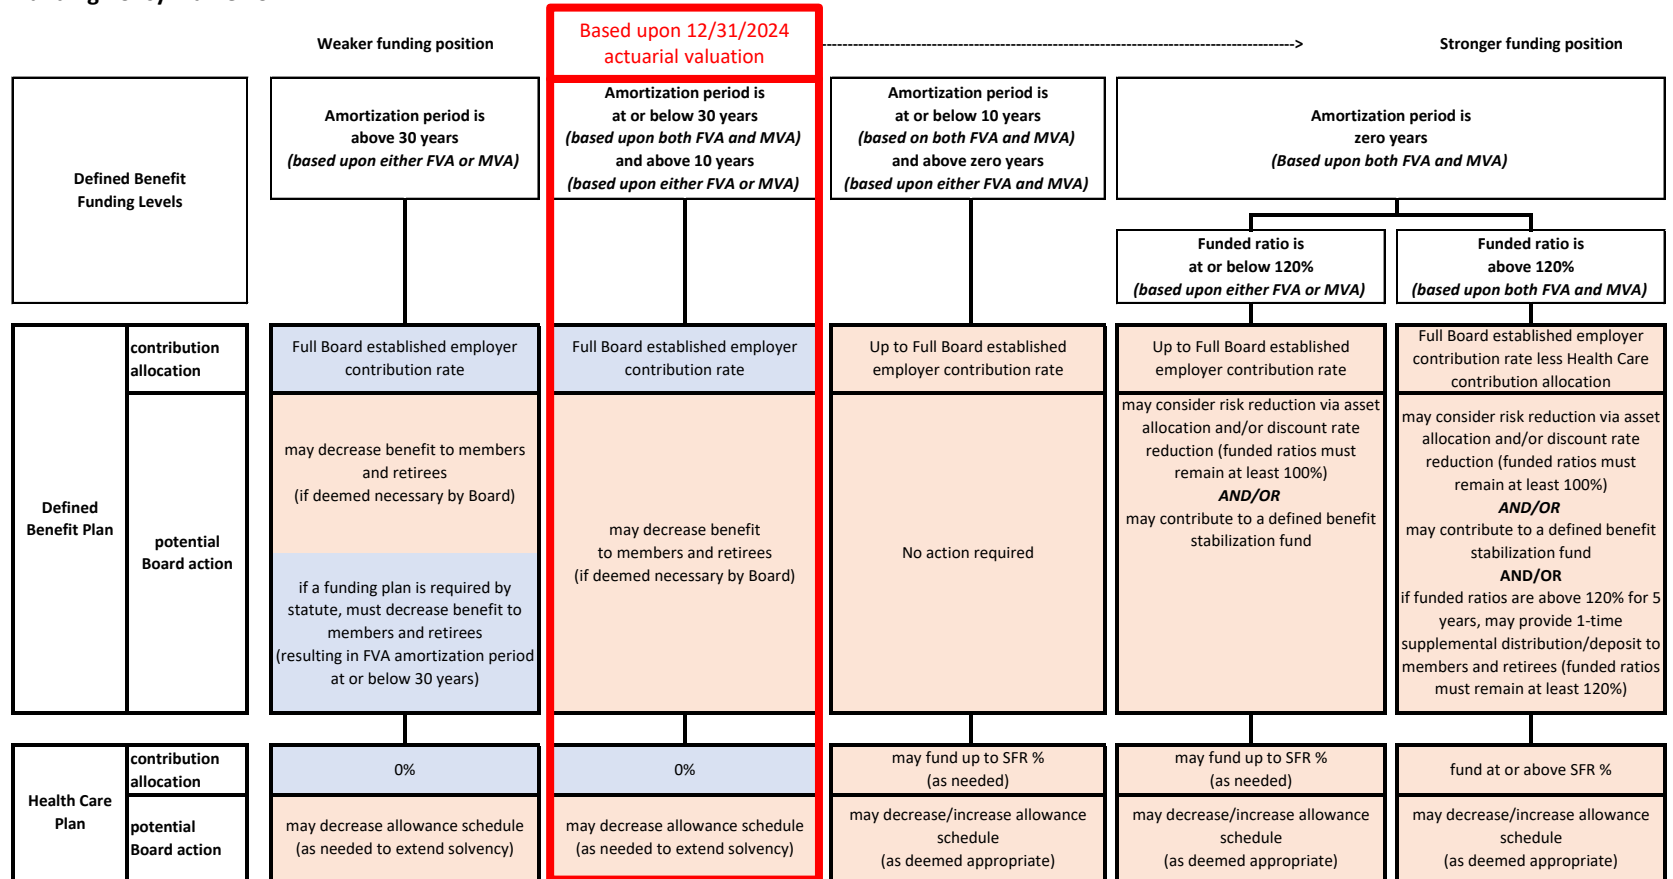 Weaker funding position
Based upon 12/31/2024
actuarial valuation
---------------------------------------------------------------------------------------------->
Stronger funding position
Defined Benefit
Funding Levels
Amortization period is
above 30 years
(based upon either FVA or MVA)
Amortization period is
at or below 30 years
(based upon both FVA and MVA)
and above 10 years
(based upon either FVA or MVA)
Amortization period is
at or below 10 years
(based on both FVA and MVA)
and above zero years
(based upon either FVA and MVA)
Amortization period is
zero years
(Based upon both FVA and MVA)
Funded ratio is
at or below 120%
(based upon either FVA or MVA)
Funded ratio is
above 120%
(based upon both FVA and MVA)
Defined
Benefit Plan
contribution
allocation
Full Board established employer
contribution rate
Full Board established employer
contribution rate
Up to Full Board established
employer contribution rate
Up to Full Board established
employer contribution rate
Full Board established employer
contribution rate less Health Care
contribution allocation
potential
Board action
may decrease benefit to members
and retirees
(if deemed necessary by Board)
if a funding plan is required by
statute, must decrease benefit to
members and retirees
(resulting in FVA amortization period
at or below 30 years)
may decrease benefit
to members and retirees
(if deemed necessary by Board)
No action required
may consider risk reduction via asset
allocation and/or discount rate
reduction (funded ratios must
remain at least 100%)
AND/OR
may contribute to a defined benefit
stabilization fund
may consider risk reduction via asset
allocation and/or discount rate
reduction (funded ratios must
remain at least 100%)
AND/OR
may contribute to a defined benefit
stabilization fund
AND/OR
if funded ratios are above 120% for 5
years, may provide 1-time
supplemental distribution/deposit to
members and retirees (funded ratios
must remain at least 120%)
Health Care
Plan
contribution
allocation
0%
0%
may fund up to SFR %
(as needed)
may fund up to SFR %
(as needed)
fund at or above SFR %
potential
Board action
may decrease allowance schedule
(as needed to extend solvency)
may decrease allowance schedule
(as needed to extend solvency)
may decrease/increase allowance
schedule
(as deemed appropriate)
may decrease/increase allowance
schedule
(as deemed appropriate)
may decrease/increase allowance
schedule
(as deemed appropriate)